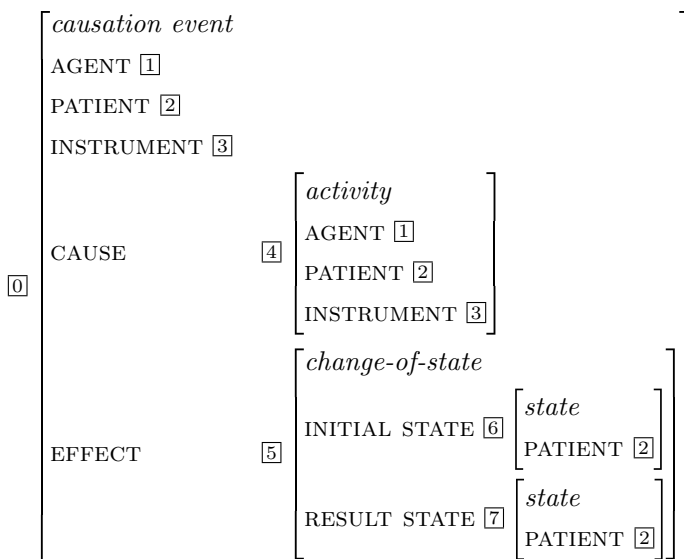 causation event
AGENT 1
PATIENT 2
INSTRUMENT 3
activity
AGENT 1
CAUSE 4
PATIENT 2
INSTRUMENT 3
0
change-of-state
state
INITIAL STATE 6
PATIENT 2
EFFECT 5
state
RESULT STATE 7
PATIENT 2